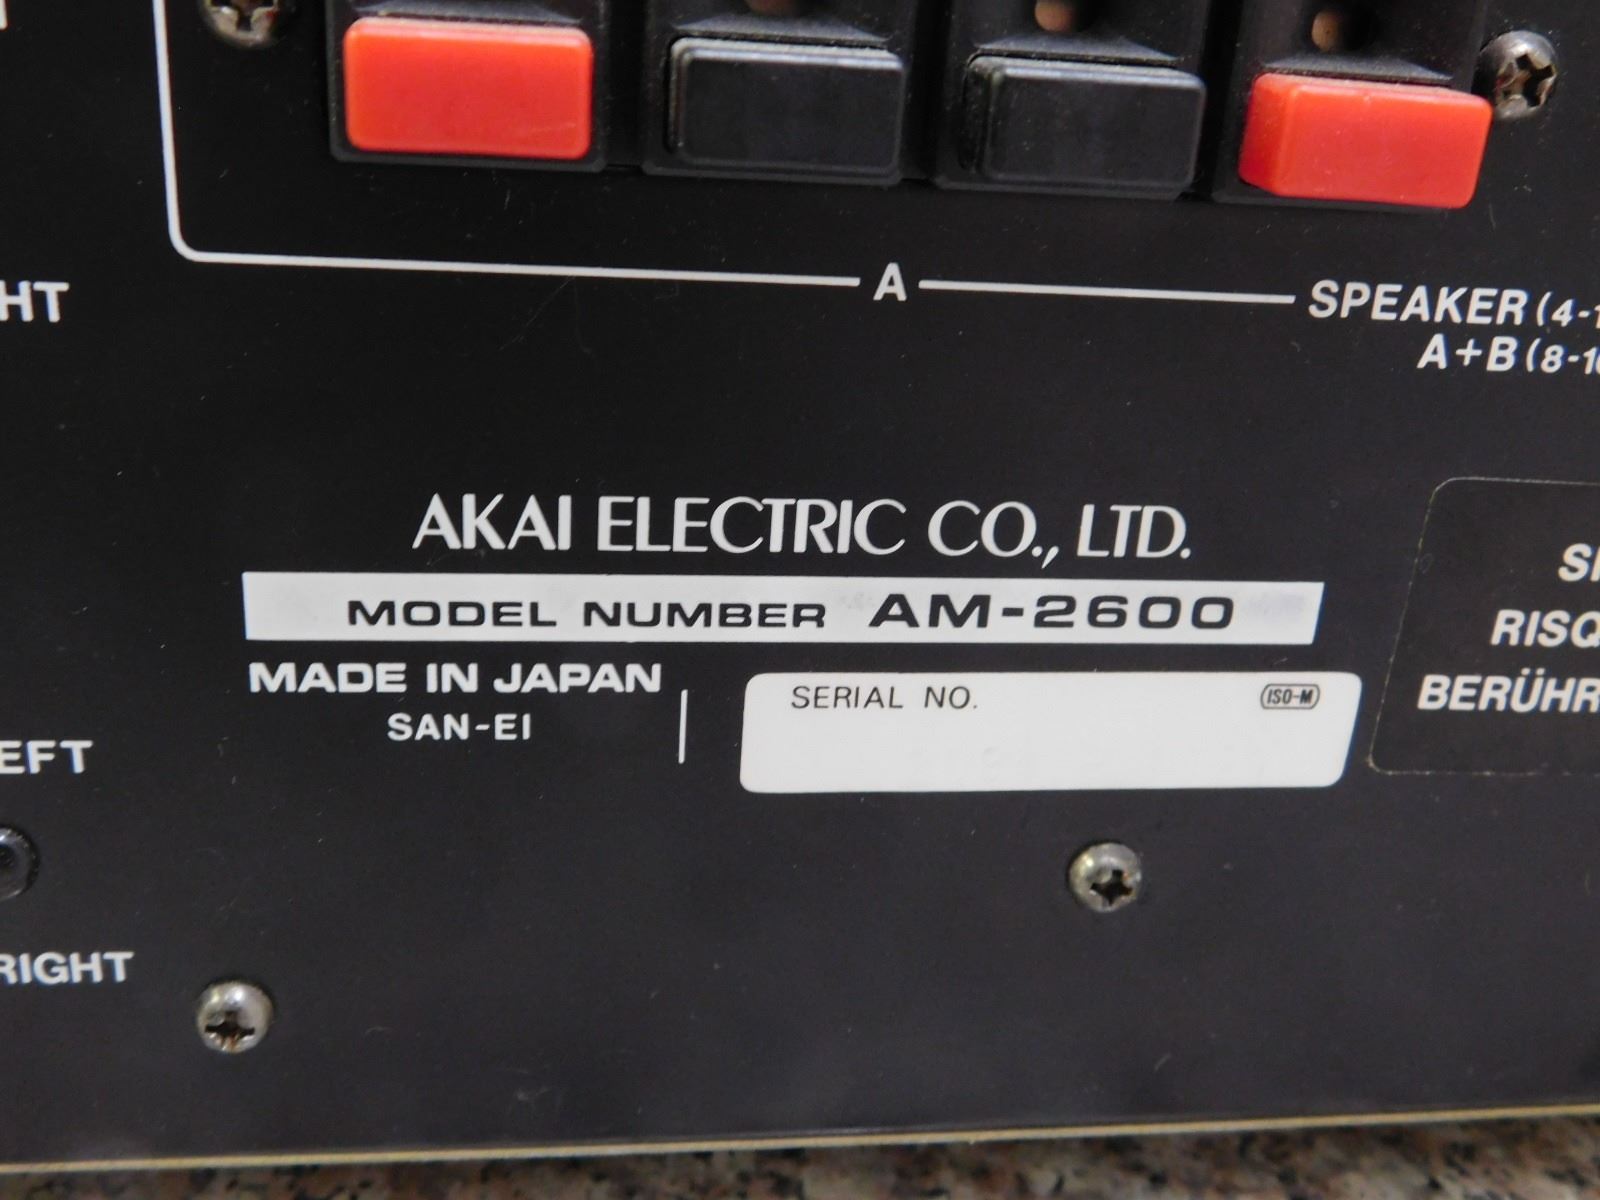 A
SPEAKER (4-1
A+B (8-16
HT
AKAI ELECTRIC CO., LTD.
MODEL NUMBER AM-2600
MADE IN JAPAN
SAN-EI
SERIAL NO. ISO-M
RISQ
BERÜHR
EFT
RIGHT